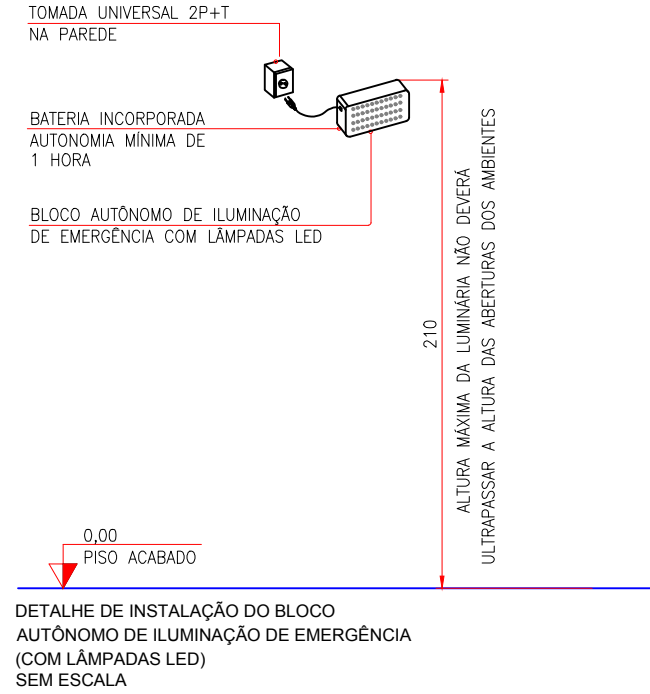 TOMADA UNIVERSAL 2P+T
NA PAREDE
BATERIA INCORPORADA
AUTONOMIA MÍNIMA DE
1 HORA
BLOCO AUTÔNOMO DE ILUMINAÇÃO
DE EMERGÊNCIA COM LÂMPADAS LED
210
ALTURA MÁXIMA DA LUMINÁRIA NÃO DEVERÁ
ULTRAPASSAR A ALTURA DAS ABERTURAS DOS AMBIENTES
0,00
PISO ACABADO
DETALHE DE INSTALAÇÃO DO BLOCO
AUTÔNOMO DE ILUMINAÇÃO DE EMERGÊNCIA
(COM LÂMPADAS LED)
SEM ESCALA